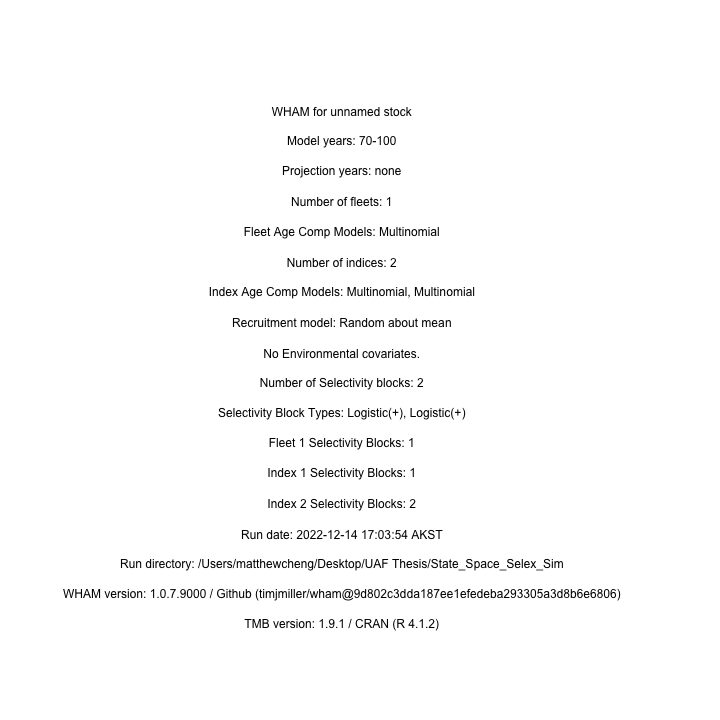 WHAM for unnamed stock
Model years: 70-100
Projection years: none
Number of fleets: 1
Fleet Age Comp Models: Multinomial
Number of indices: 2
Index Age Comp Models: Multinomial, Multinomial
Recruitment model: Random about mean
No Environmental covariates.
Number of Selectivity blocks: 2
Selectivity Block Types: Logistic(+), Logistic(+)
Fleet 1 Selectivity Blocks: 1
Index 1 Selectivity Blocks: 1
Index 2 Selectivity Blocks: 2
Run date: 2022-12-14 17:03:54 AKST
Run directory: /Users/matthewcheng/Desktop/UAF Thesis/State_Space_Selex_Sim
WHAM version: 1.0.7.9000 / Github (timjmiller/wham@9d802c3dda187ee1efedeba293305a3d8b6e6806)
TMB version: 1.9.1 / CRAN (R 4.1.2)